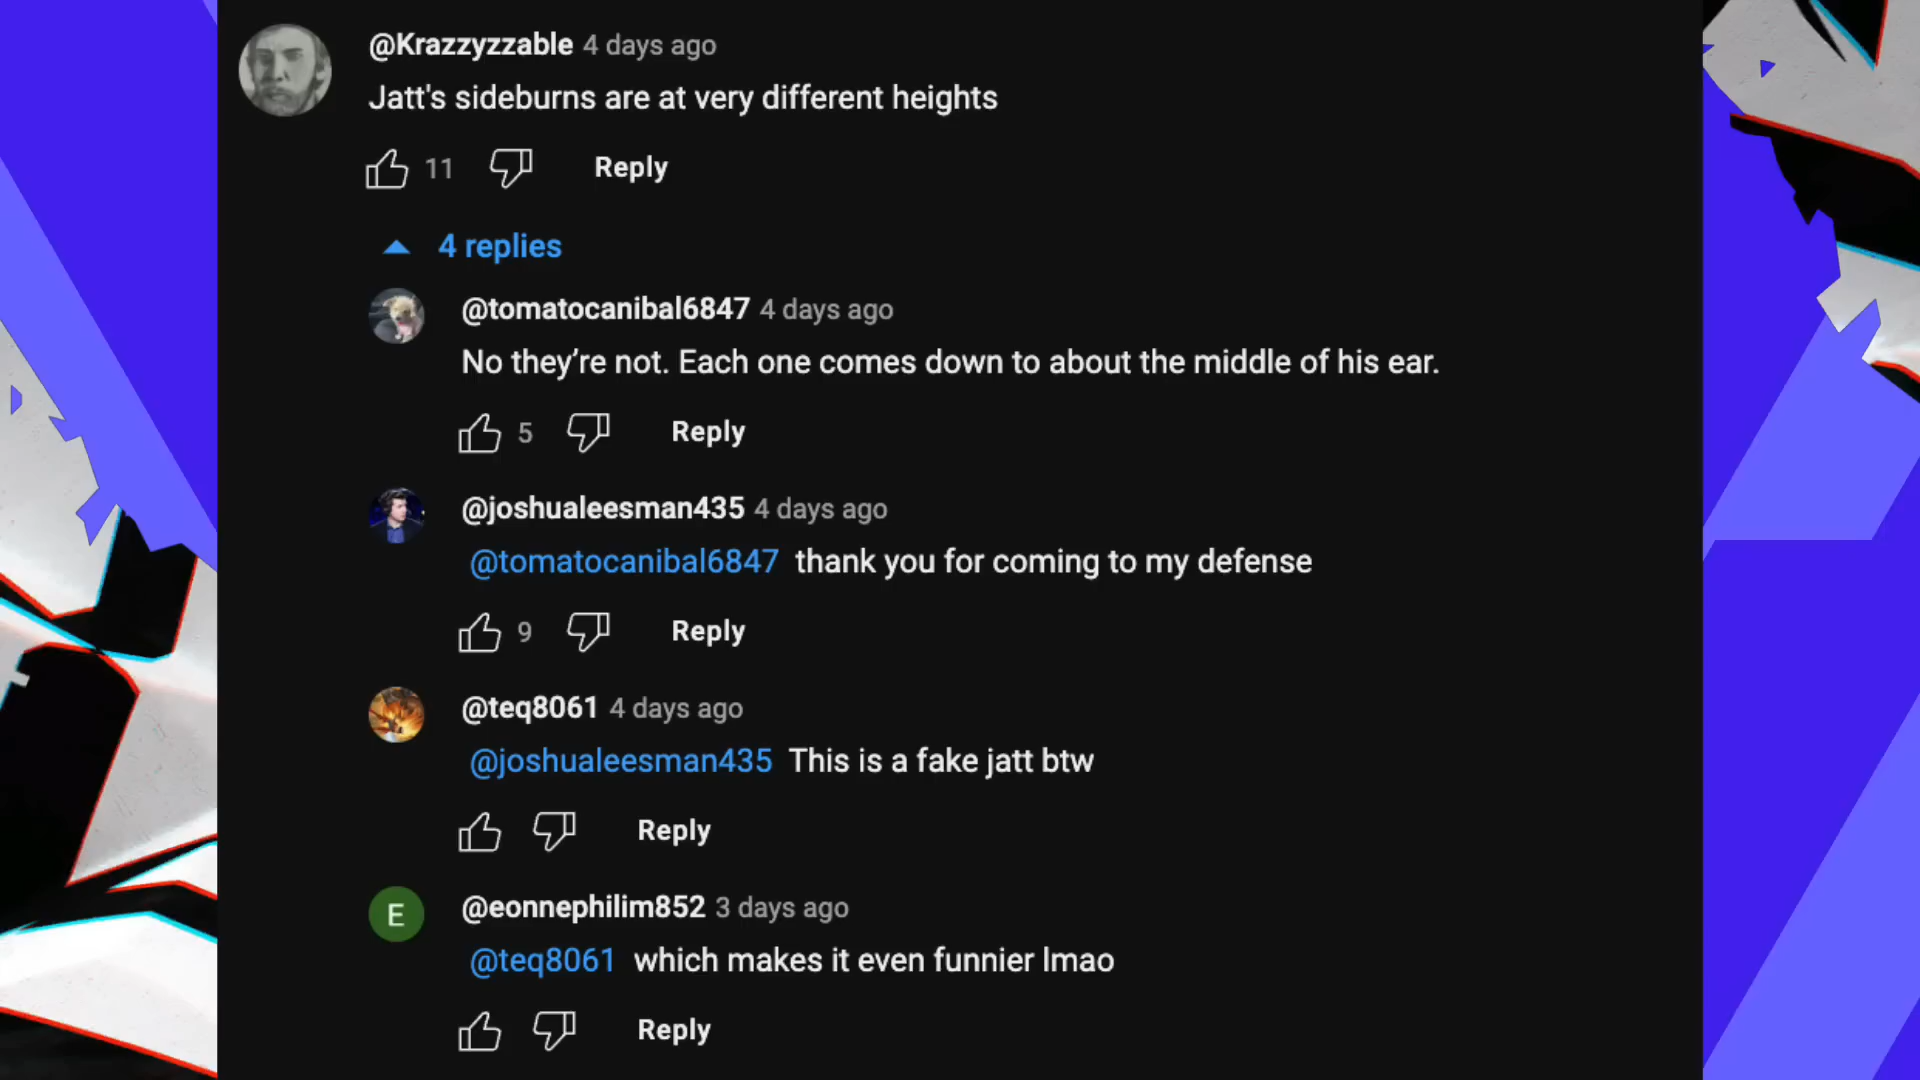 @Krazzyzzable 4 days ago
Jatt's sideburns are at very different heights
11 Reply
4 replies
@tomatocanibal6847 4 days ago
No they’re not. Each one comes down to about the middle of his ear.
5 Reply
@joshualeesman435 4 days ago
@tomatocanibal6847 thank you for coming to my defense
9 Reply
@teq8061 4 days ago
@joshualeesman435 This is a fake jatt btw
Reply
E
@eonnephilim852 3 days ago
@teq8061 which makes it even funnier lmao
Reply